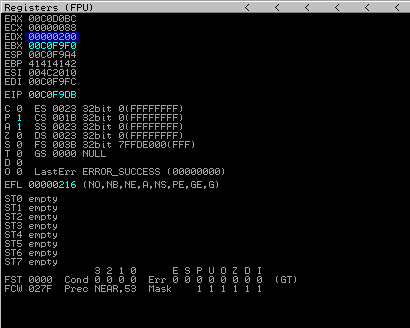 Registers (FPU) < < < < < <
EAX 00C0D0BC
ECX 00000088
EDX 00000200
EBX 00C0F9F0
ESP 00C0F9A4
EBP 41414142
ESI 004C2010
EDI 00C0F9FC
EIP 00C0F9DB
C 0 ES 0023 32bit 0(FFFFFFFF)
P 1 CS 001B 32bit 0(FFFFFFFF)
A 1 SS 0023 32bit 0(FFFFFFFF)
Z 0 DS 0023 32bit 0(FFFFFFFF)
S 0 FS 003B 32bit 7FFDE000(FFF)
T 0 GS 0000 NULL
D 0
O 0 LastErr ERROR_SUCCESS (00000000)
EFL 00000216 (NO,NB,NE,A,NS,PE,GE,G)
ST0 empty
ST1 empty
ST2 empty
ST3 empty
ST4 empty
ST5 empty
ST6 empty
ST7 empty
3 2 1 0 E S P U O Z D I
FST 0000 Cond 0 0 0 0 Err 0 0 0 0 0 0 0 0 (GT)
FCW 027F Prec NEAR,53 Mask 1 1 1 1 1 1